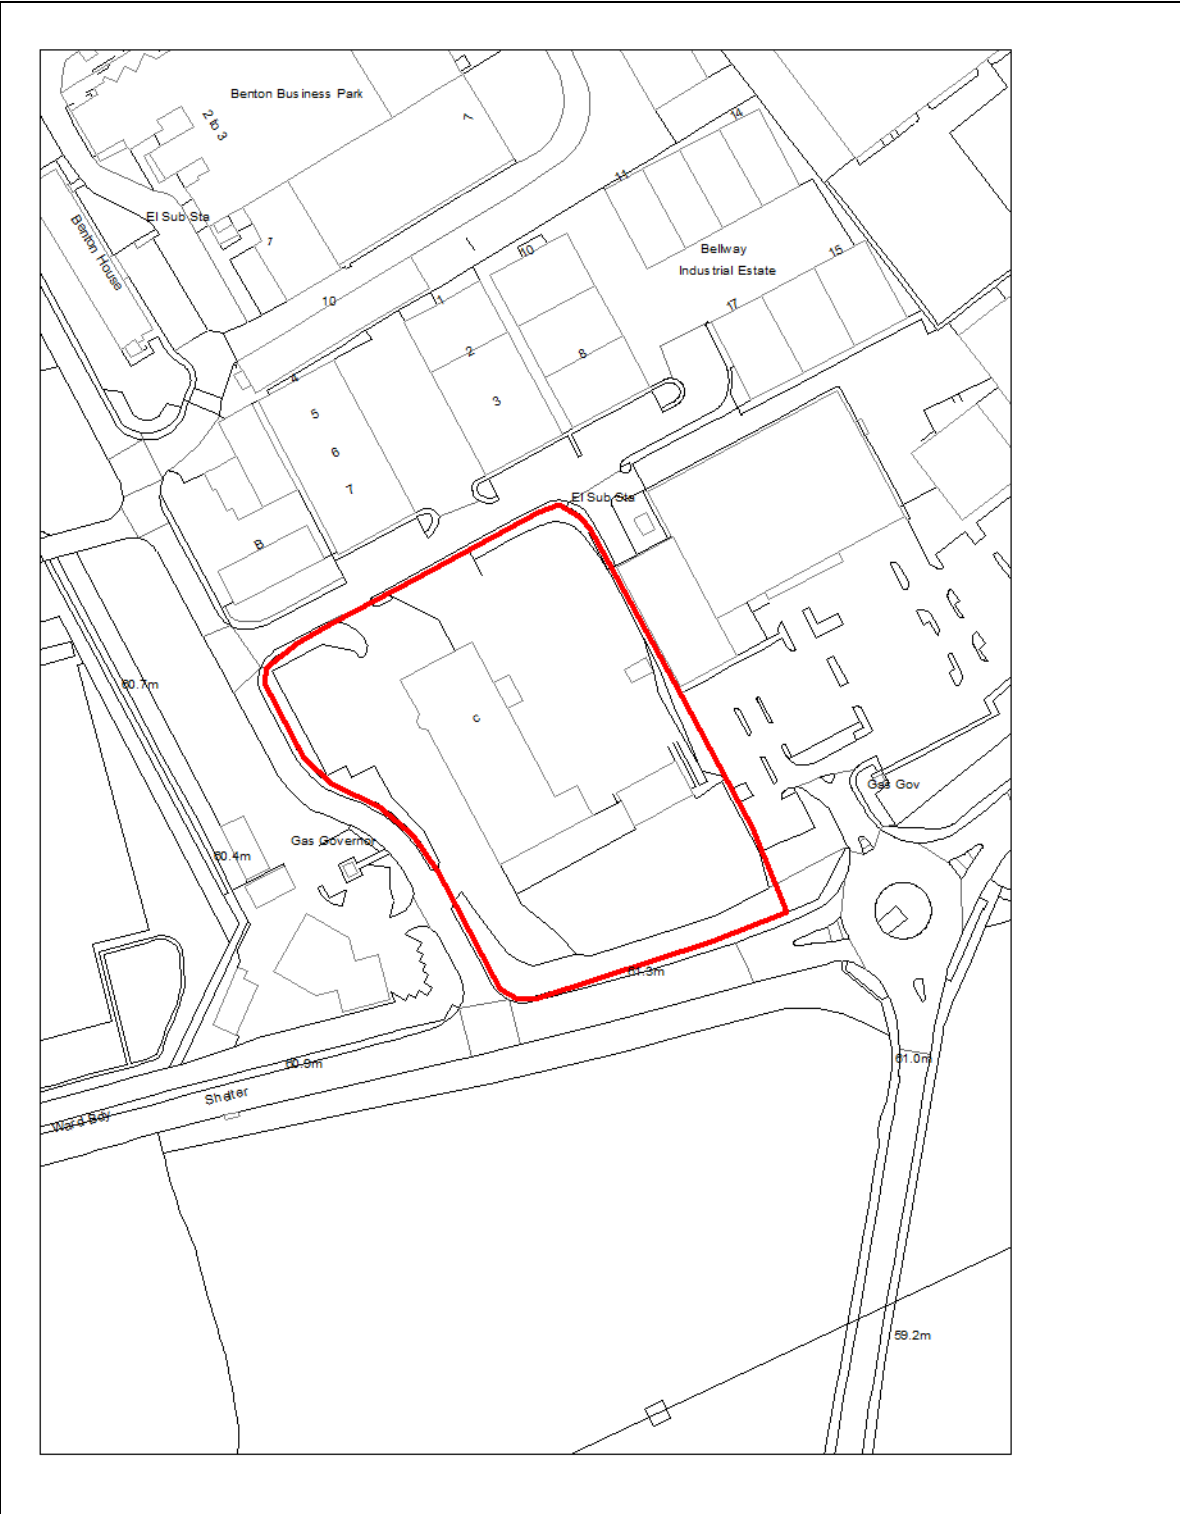 Benton Business Park
2 to 3
7
14
11
El Sub Sta
Benton House
7
Bellway
Industrial Estate
10
15
10
1
17
2
8
4
3
5
6
7
El Sub Sta
B
60.7m
c
Gas Gov
Gas Governor
60.4m
61.3m
60.9m
61.0m
Shelter
Ward Bdy
59.2m